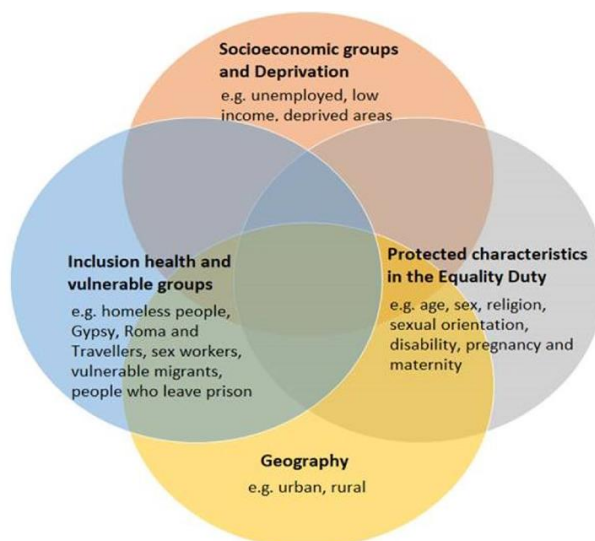 Socioeconomic groups
and Deprivation
e.g. unemployed, low
income, deprived areas
Inclusion health and
vulnerable groups
e.g. homeless people,
Gypsy, Roma and
Travellers, sex workers,
vulnerable migrants,
people who leave prison
Protected characteristics
in the Equality Duty
e.g. age, sex, religion,
sexual orientation,
disability, pregnancy and
maternity
Geography
e.g. urban, rural